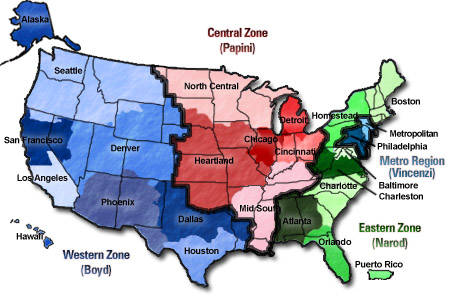 Alaska
Central Zone
(Papini)
Seattle
North Central
Boston
Homestead
Detroit
Metropolitan
San Francisco
Chicago
Philadelphia
Denver
Cincinnati
Heartland
Metro Region
(Vincenzi)
Los Angeles
Baltimore
Charlotte
Charleston
Phoenix
Mid South
Dallas
Atlanta
Eastern Zone
(Narod)
Hawaii
Western Zone
(Boyd)
Houston
Orlando
Puerto Rico